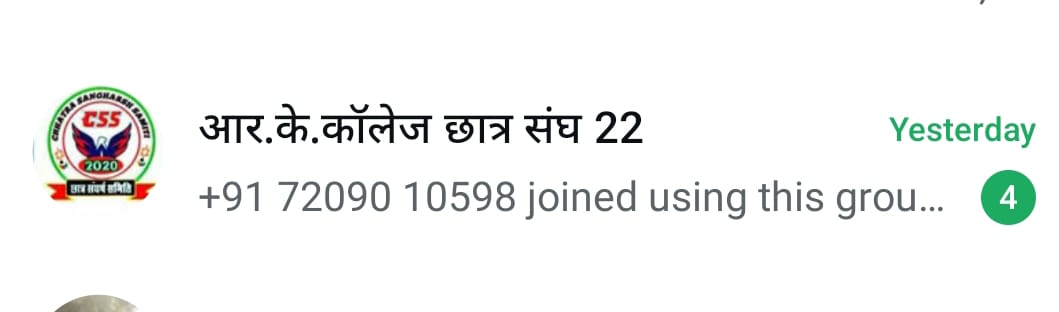 CHHATRA SANGHARSH SAMITI
CSS
2020
छात्र संघर्ष समिति
आर.के.कॉलेज छात्र संघ 22
Yesterday
+91 72090 10598 joined using this grou...
4